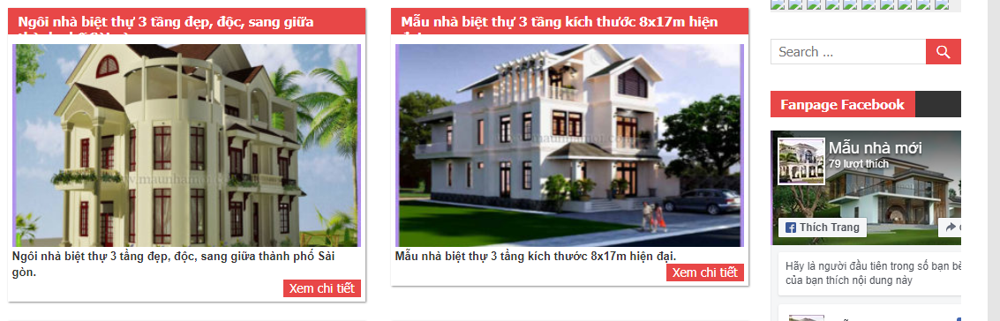 Ngôi nhà biệt thự 3 tầng đẹp, độc, sang giữa
Ngôi nhà biệt thự 3 tầng đẹp, độc, sang giữa thành phố Sài
gòn.
Xem chi tiết
Mẫu nhà biệt thự 3 tầng kích thước 8x17m hiện
Mẫu nhà biệt thự 3 tầng kích thước 8x17m hiện đại.
Xem chi tiết
Search ...
Fanpage Facebook
Mẫu nhà mới
79 lượt thích
Thích Trang
Hãy là người đầu tiên trong số bạn bè
của bạn thích nội dung này